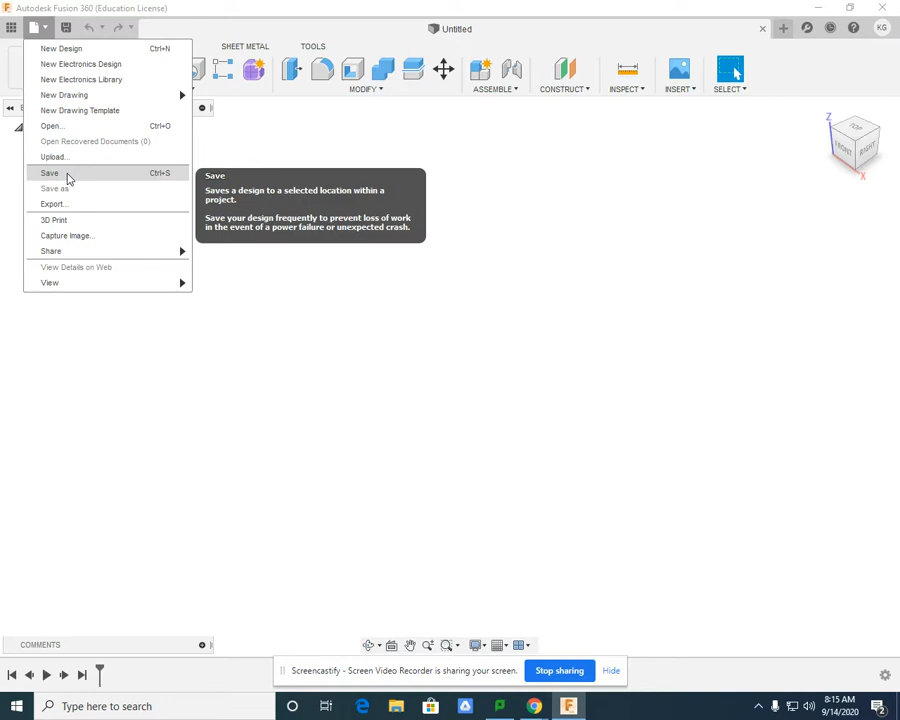 Autodesk Fusion 360 (Education License)
Untitled
KG
SHEET METAL TOOLS
MODIFY ASSEMBLE CONSTRUCT INSPECT INSERT SELECT
New Design Ctrl+N
New Electronics Design
New Electronics Library
New Drawing
New Drawing Template
Open... Ctrl+O
Open Recovered Documents (0)
Upload...
Save Ctrl+S
Save as
Export...
3D Print
Capture Image...
Share
View Details on Web
View
Save
Saves a design to a selected location within a
project.
Save your design frequently to prevent loss of work
in the event of a power failure or unexpected crash.
Z
TOP
FRONT
RIGHT
X
COMMENTS
Screencastify - Screen Video Recorder is sharing your screen. Stop sharing Hide
Type here to search
8:15 AM
9/14/2020
2